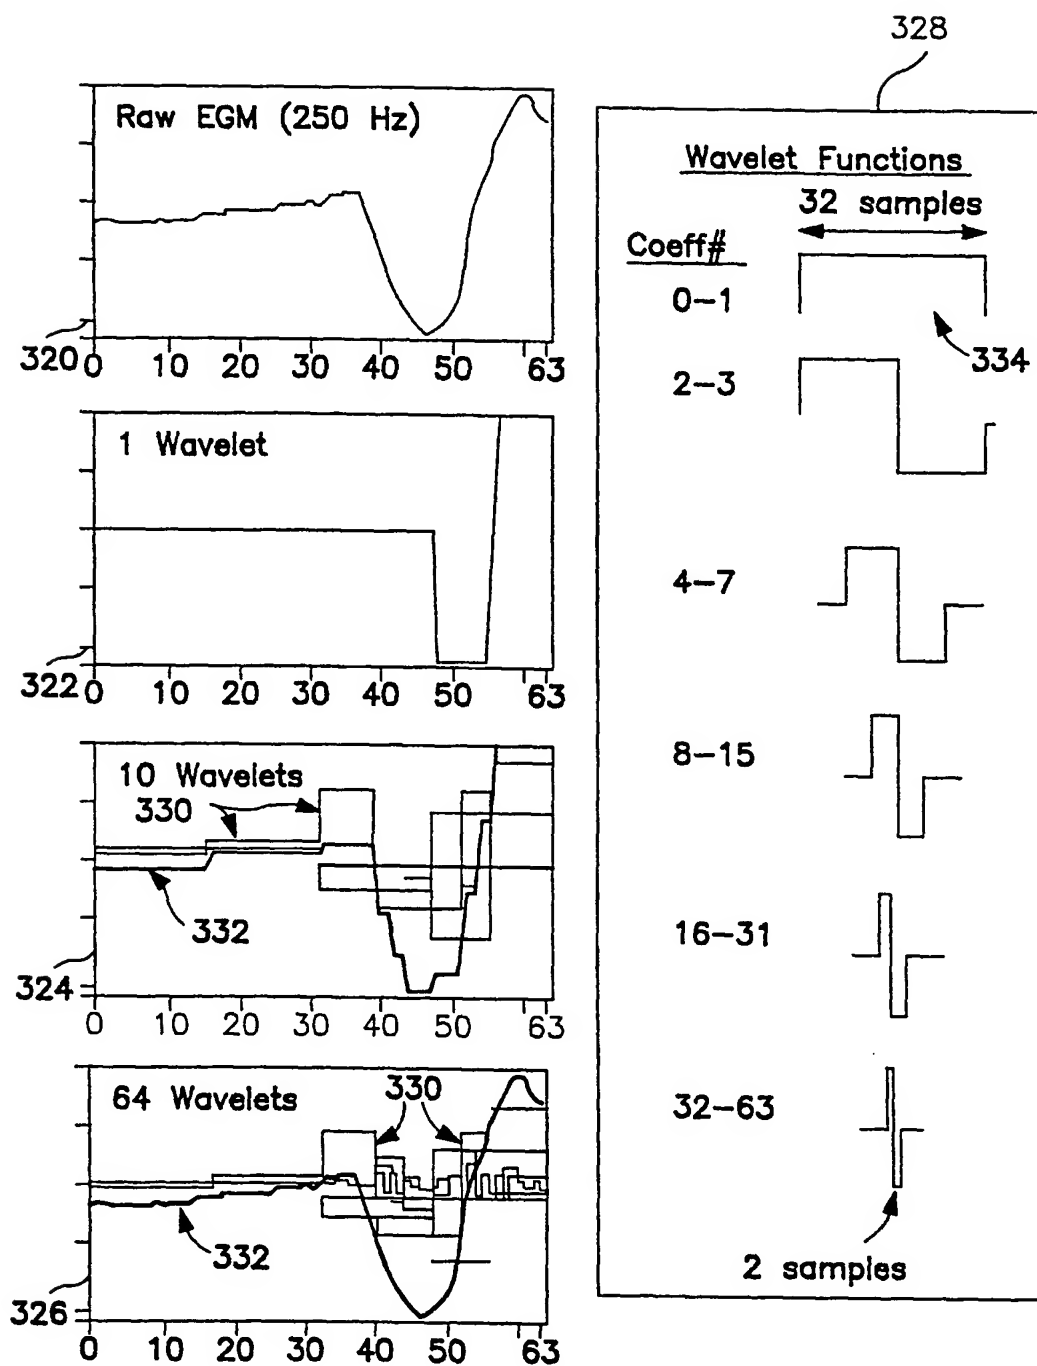 328
Raw EGM (250 Hz)
320
0 10 20 30 40 50 63
1 Wavelet
322
0 10 20 30 40 50 63
10 Wavelets
330
332
324
0 10 20 30 40 50 63
64 Wavelets
330
332
326
0 10 20 30 40 50 63
Wavelet Functions
32 samples
Coeff#
0-1
334
2-3
4-7
8-15
16-31
32-63
2 samples